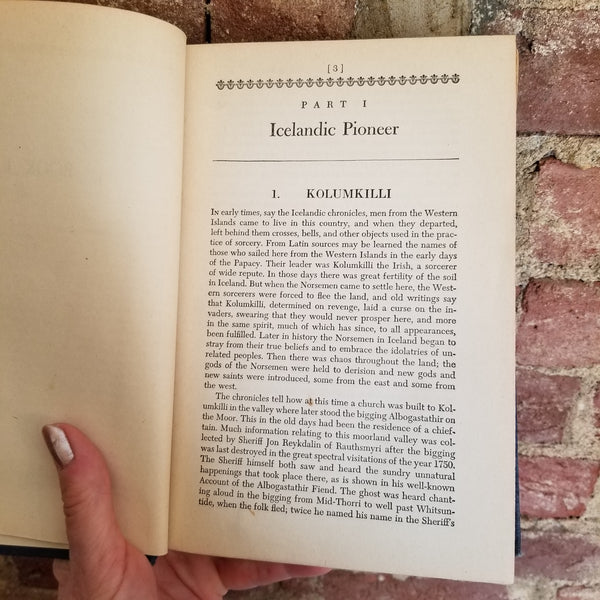 [ 3 ]
PART I
Icelandic Pioneer
1. KOLUMKILLI
IN early times, say the Icelandic chronicles, men from the Western
Islands came to live in this country, and when they departed,
left behind them crosses, bells, and other objects used in the prac-
tice of sorcery. From Latin sources may be learned the names of
those who sailed here from the Western Islands in the early days
of the Papacy. Their leader was Kolumkilli the Irish, a sorcerer
of wide repute. In those days there was great fertility of the soil
in Iceland. But when the Norsemen came to settle here, the West-
ern sorcerers were forced to flee the land, and old writings say
that Kolumkilli, determined on revenge, laid a curse on the in-
vaders, swearing that they would never prosper here, and more
in the same spirit, much of which has since, to all appearances,
been fulfilled. Later in history the Norsemen in Iceland began to
stray from their true beliefs and to embrace the idolatries of un-
related peoples. Then there was chaos throughout the land; the
gods of the Norsemen were held to derision and new gods and
new saints were introduced, some from the east and some from
the west.
The chronicles tell how at this time a church was built to Kol-
umkilli in the valley where later stood the bigging Albogastathir on
the Moor. This in the old days had been the residence of a chief-
tain. Much information relating to this moorland valley was col-
lected by Sheriff Jon Reykdalin of Rauthsmyri after the bigging
was last destroyed in the great spectral visitations of the year 1750.
The Sheriff himself both saw and heard the sundry unnatural
happenings that took place there, as is shown in his well-known
Account of the Albogastathir Fiend. The ghost was heard chant-
ing aloud in the bigging from Mid-Thorri to well past Whitsun-
tide, when the folk fled; twice he named his name in the Sheriff's